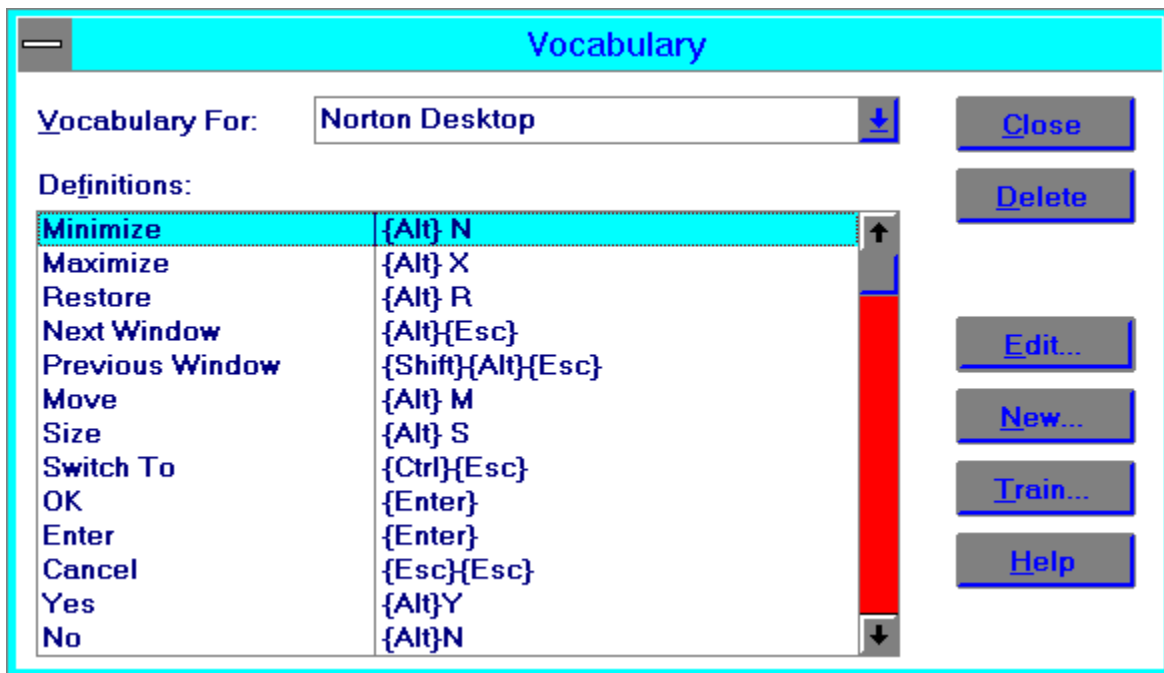 Vocabulary
Vocabulary For: Norton Desktop
Close
Definitions:
Delete
Minimize {Alt} N
Maximize {Alt} X
Restore {Alt} R
Next Window {Alt}{Esc}
Previous Window {Shift}{Alt}{Esc}
Move {Alt} M
Size {Alt} S
Switch To {Ctrl}{Esc}
OK {Enter}
Enter {Enter}
Cancel {Esc}{Esc}
Yes {Alt}Y
No {Alt}N
Edit...
New...
Train...
Help